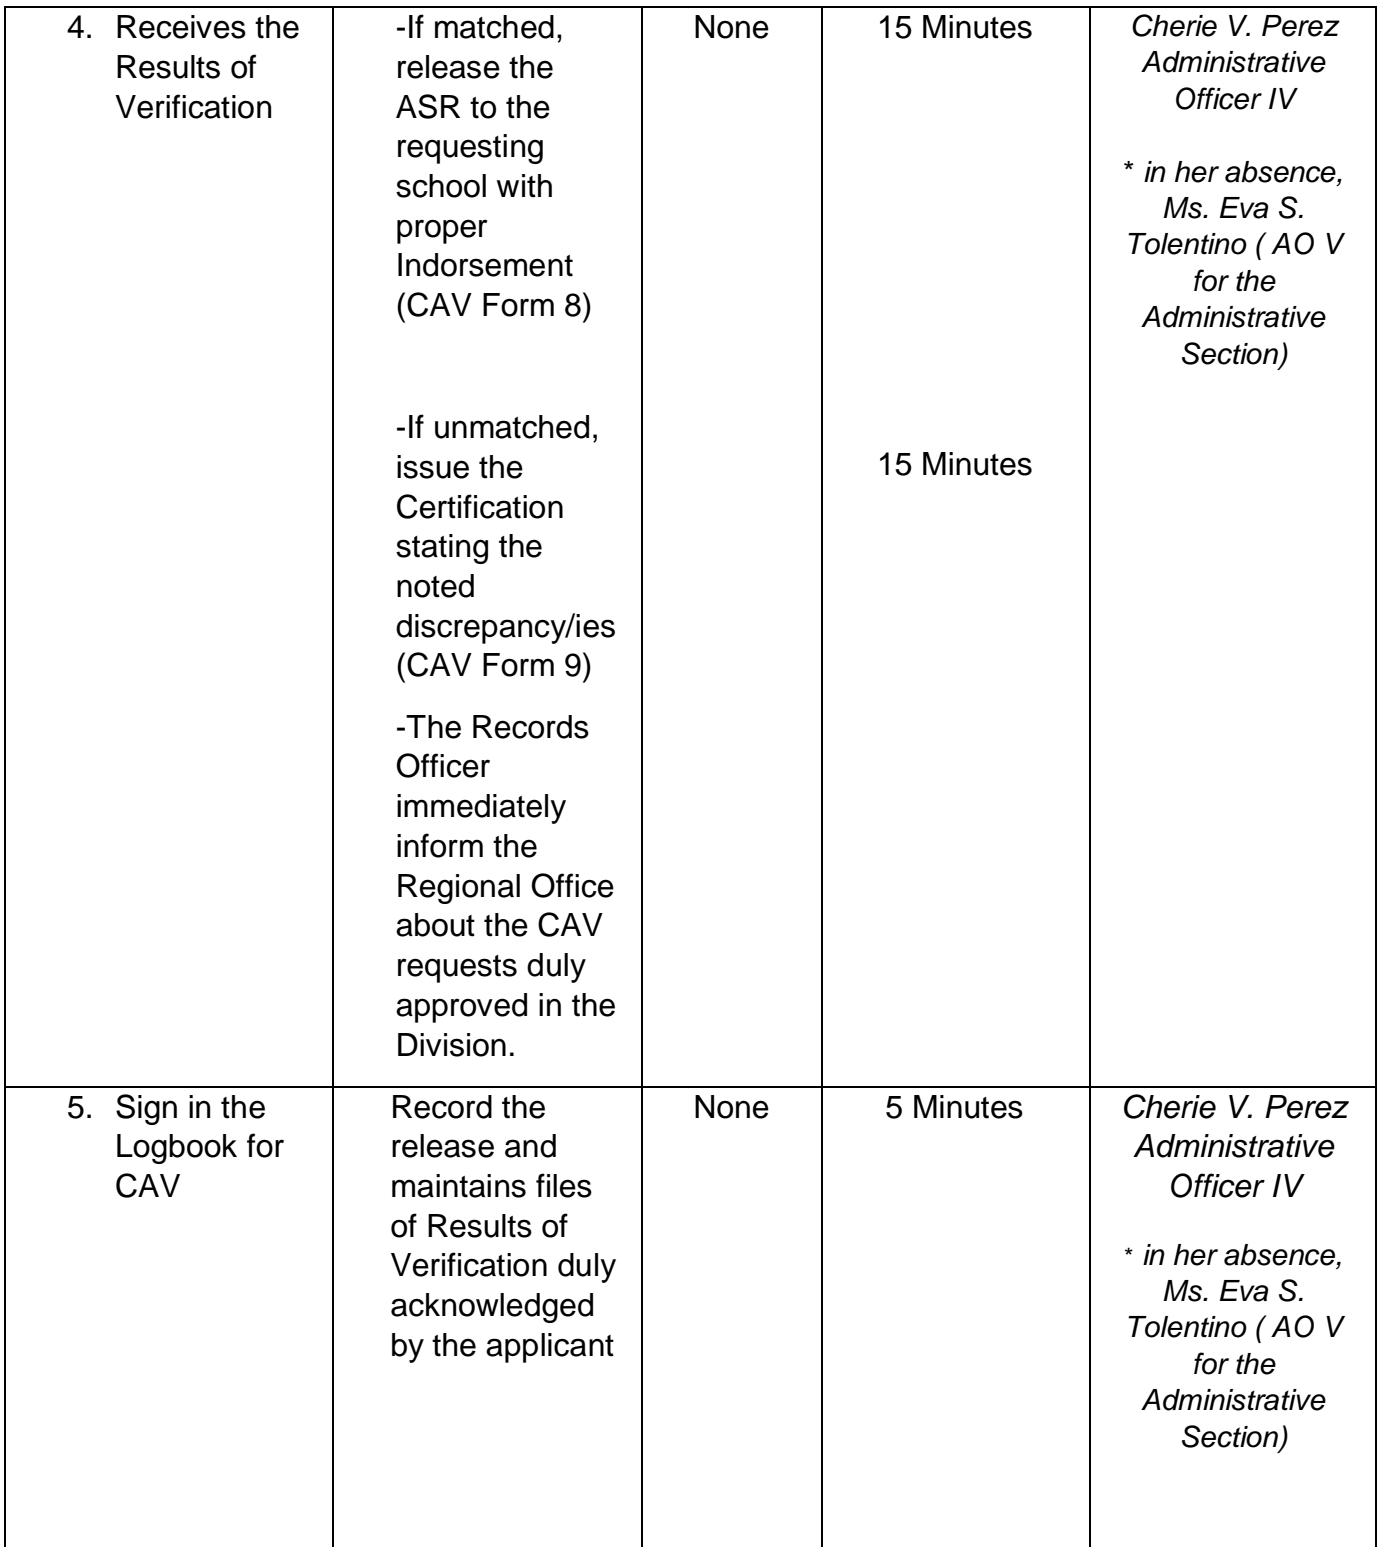 4. Receives the
Results of
Verification
-If matched,
release the
ASR to the
requesting
school with
proper
Indorsement
(CAV Form 8)
-If unmatched,
issue the
Certification
stating the
noted
discrepancy/ies
(CAV Form 9)
-The Records
Officer
immediately
inform the
Regional Office
about the CAV
requests duly
approved in the
Division.
None
15 Minutes
15 Minutes
Cherie V. Perez
Administrative
Officer IV
* in her absence,
Ms. Eva S.
Tolentino ( AO V
for the
Administrative
Section)
5. Sign in the
Logbook for
CAV
Record the
release and
maintains files
of Results of
Verification duly
acknowledged
by the applicant
None
5 Minutes
Cherie V. Perez
Administrative
Officer IV
* in her absence,
Ms. Eva S.
Tolentino ( AO V
for the
Administrative
Section)